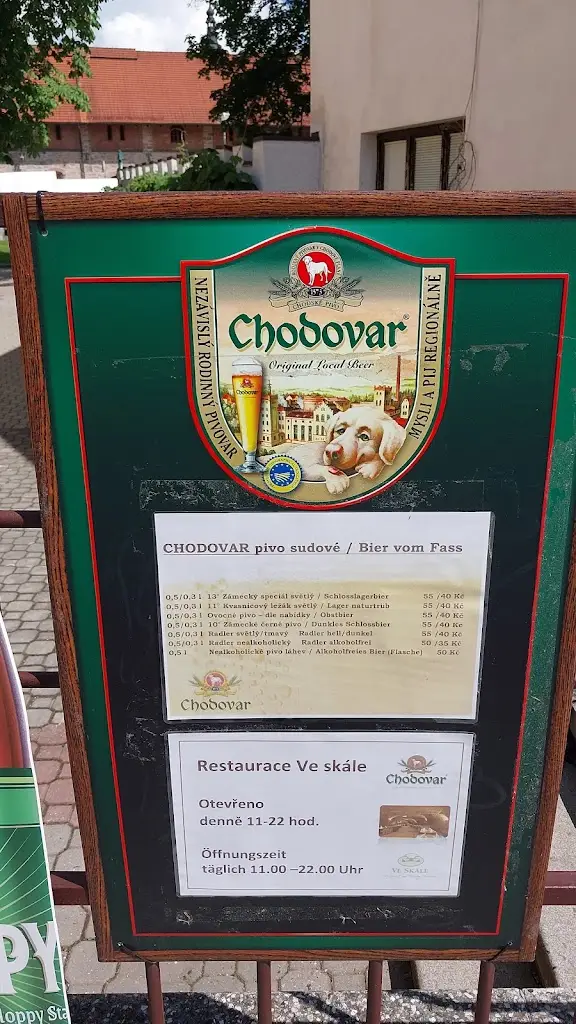 CHODOVSKÉ PIVO
Chodovar®
Original Local Beer
NEZÁVISLÝ RODINNÝ PIVOVAR
MYSLI A PIJ REGIONÁLNĚ
Chodovar
CHODOVAR pivo sudové / Bier vom Fass
0,5/0,3 l 13° Zámecký speciál světlý / Schlosslagerbier 55 /40 Kč
0,5/0,3 l 11° Kvasnicový ležák světlý / Lager naturtrub 55 /40 Kč
0,5/0,3 l Ovocné pivo – dle nabídky / Obstbier 55 /40 Kč
0,5/0,3 l 10° Zámecké černé pivo / Dunkles Schlossbier 55 /40 Kč
0,5/0,3 l Radler světlý/tmavý Radler hell/dunkel 55 /40 Kč
0,5/0,3 l Radler nealkoholický Radler alkoholfrei 50 /35 Kč
0,5 l Nealkoholické pivo láhev / Alkoholfreies Bier (Flasche) 50 Kč
Chodovar
Restaurace Ve skále
Chodovar
Otevřeno
denně 11-22 hod.
Öffnungszeit
täglich 11.00 –22.00 Uhr
VE SKÁLE
PY
Hoppy Sta